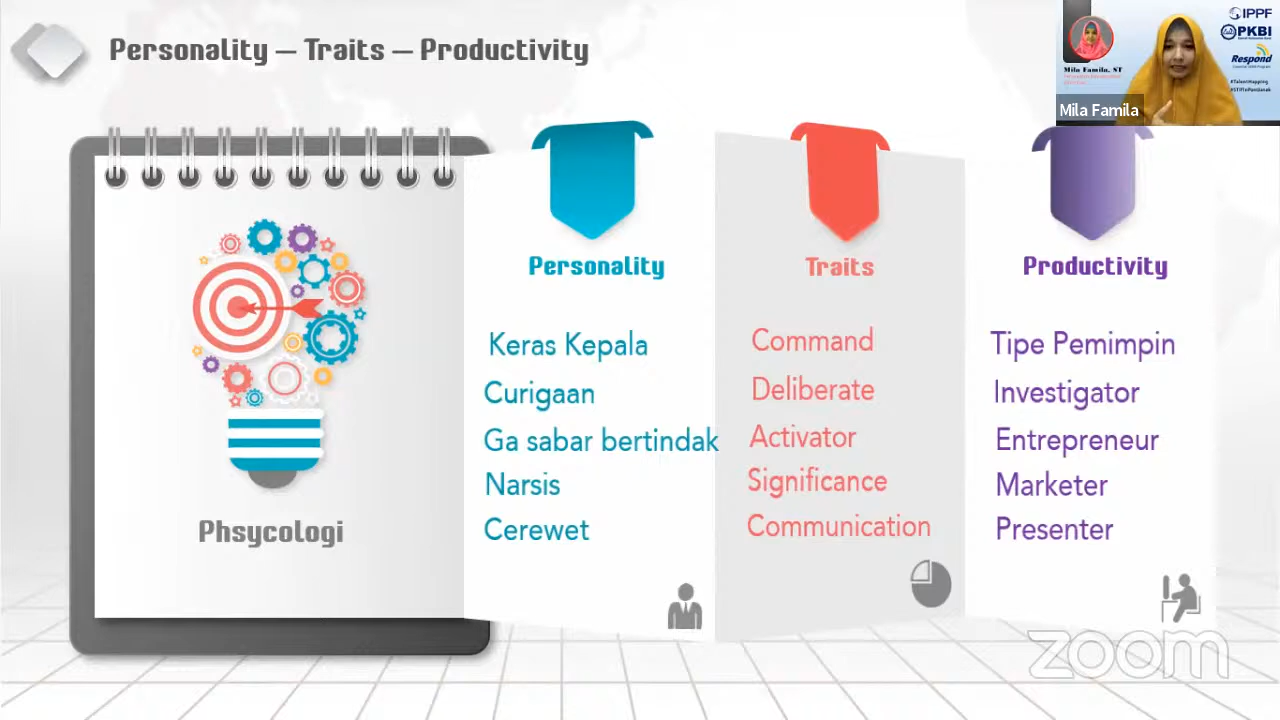 Personality – Traits – Productivity
IPPF
PKBI
Respond
Mila Famila, ST
#TalentMapping
Mila Famila
Personality
Traits
Productivity
Keras Kepala
Command
Tipe Pemimpin
Curigaan
Deliberate
Investigator
Ga sabar bertindak
Activator
Entrepreneur
Narsis
Significance
Marketer
Cerewet
Communication
Presenter
Phsycologi
zoom